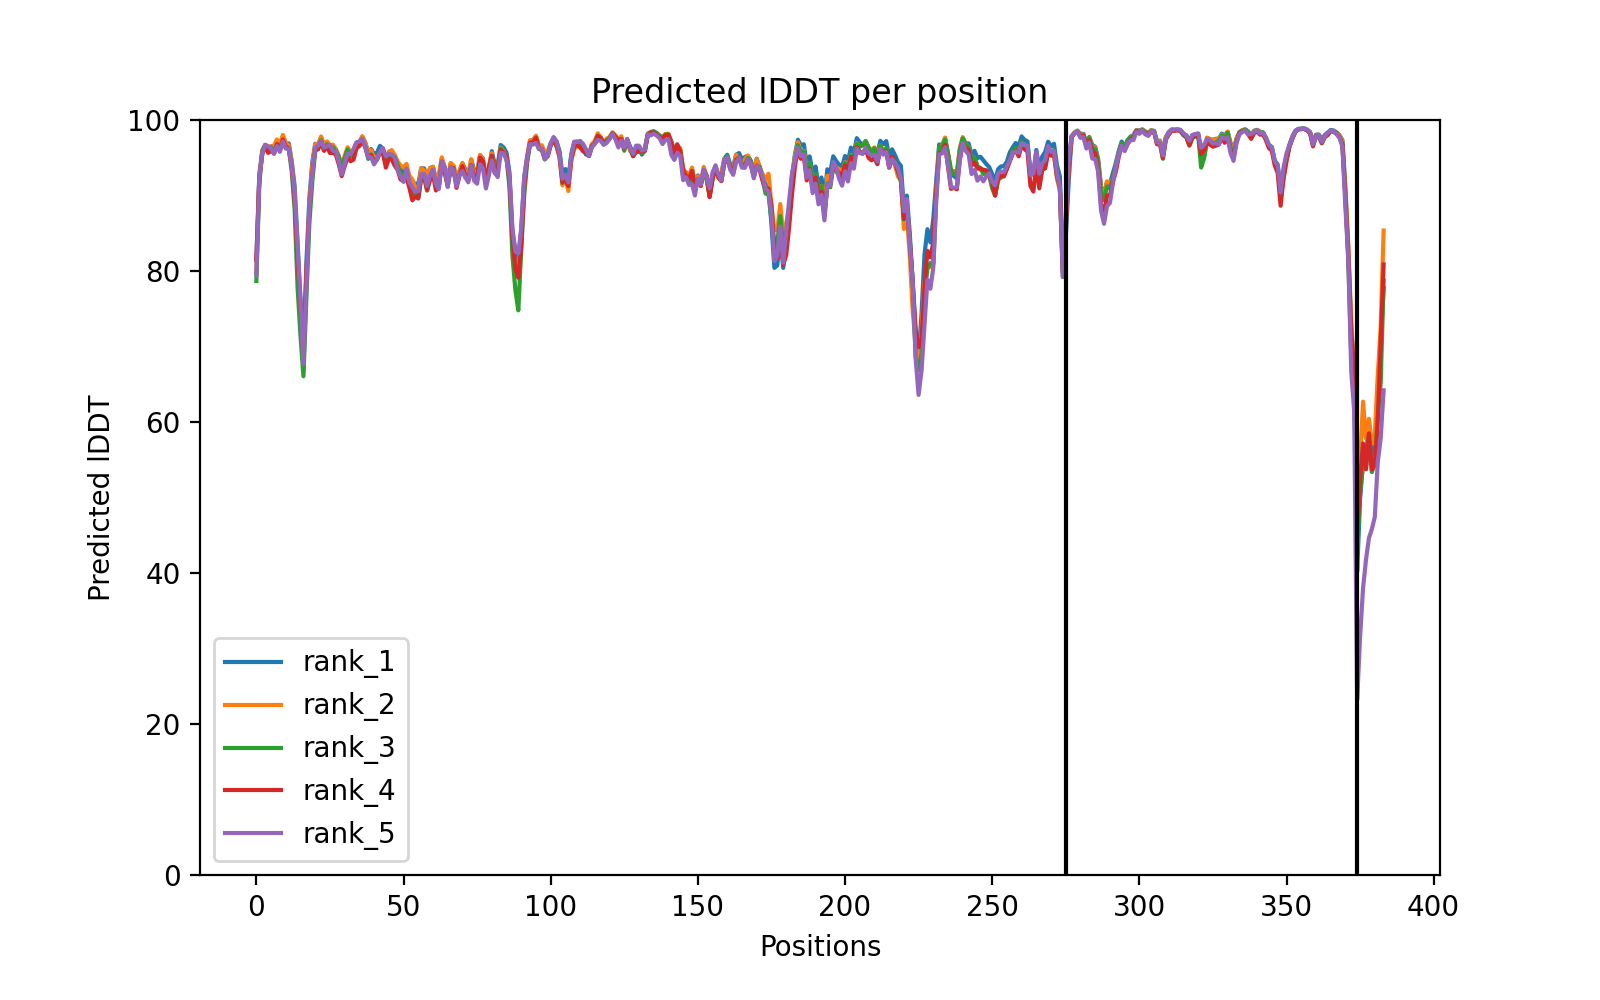 Predicted lDDT per position
100
80
60
40
20
0
Predicted lDDT
rank_1
rank_2
rank_3
rank_4
rank_5
0 50 100 150 200 250 300 350 400
Positions